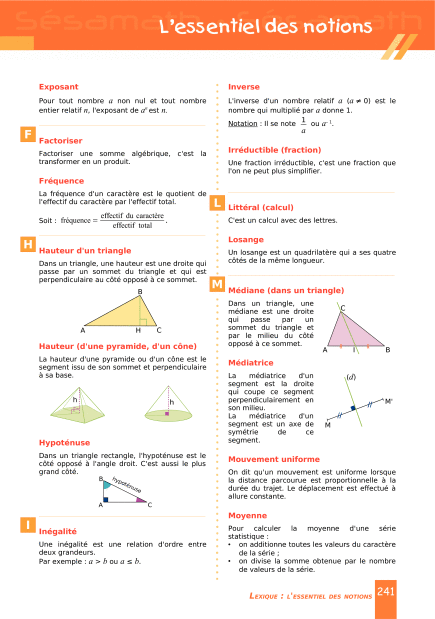 L'essentiel des notions
Exposant
Pour tout nombre a non nul et tout nombre
entier relatif n, l'exposant de aⁿ est n.
F
Factoriser
Factoriser une somme algébrique, c'est la
transformer en un produit.
Fréquence
La fréquence d'un caractère est le quotient de
l'effectif du caractère par l'effectif total.
Soit : fréquence = effectif du caractère / effectif total .
H
Hauteur d'un triangle
Dans un triangle, une hauteur est une droite qui
passe par un sommet du triangle et qui est
perpendiculaire au côté opposé à ce sommet.
B
A H C
Hauteur (d'une pyramide, d'un cône)
La hauteur d'une pyramide ou d'un cône est le
segment issu de son sommet et perpendiculaire
à sa base.
h h
Hypoténuse
Dans un triangle rectangle, l'hypoténuse est le
côté opposé à l'angle droit. C'est aussi le plus
grand côté.
B
hypoténuse
A C
I
Inégalité
Une inégalité est une relation d'ordre entre
deux grandeurs.
Par exemple : a > b ou a ≤ b.
Inverse
L'inverse d'un nombre relatif a (a ≠ 0) est le
nombre qui multiplié par a donne 1.
Notation : Il se note 1/a ou a⁻¹.
Irréductible (fraction)
Une fraction irréductible, c'est une fraction que
l'on ne peut plus simplifier.
L
Littéral (calcul)
C'est un calcul avec des lettres.
Losange
Un losange est un quadrilatère qui a ses quatre
côtés de la même longueur.
M
Médiane (dans un triangle)
Dans un triangle, une
médiane est une droite
qui passe par un
sommet du triangle et
par le milieu du côté
opposé à ce sommet.
C
A I B
Médiatrice
La médiatrice d'un
segment est la droite
qui coupe ce segment
perpendiculairement en
son milieu.
La médiatrice d'un
segment est un axe de
symétrie de ce
segment.
(d)
M'
M
Mouvement uniforme
On dit qu'un mouvement est uniforme lorsque
la distance parcourue est proportionnelle à la
durée du trajet. Le déplacement est effectué à
allure constante.
Moyenne
Pour calculer la moyenne d'une série
statistique :
• on additionne toutes les valeurs du caractère
de la série ;
• on divise la somme obtenue par le nombre
de valeurs de la série.
LEXIQUE : L'ESSENTIEL DES NOTIONS 241